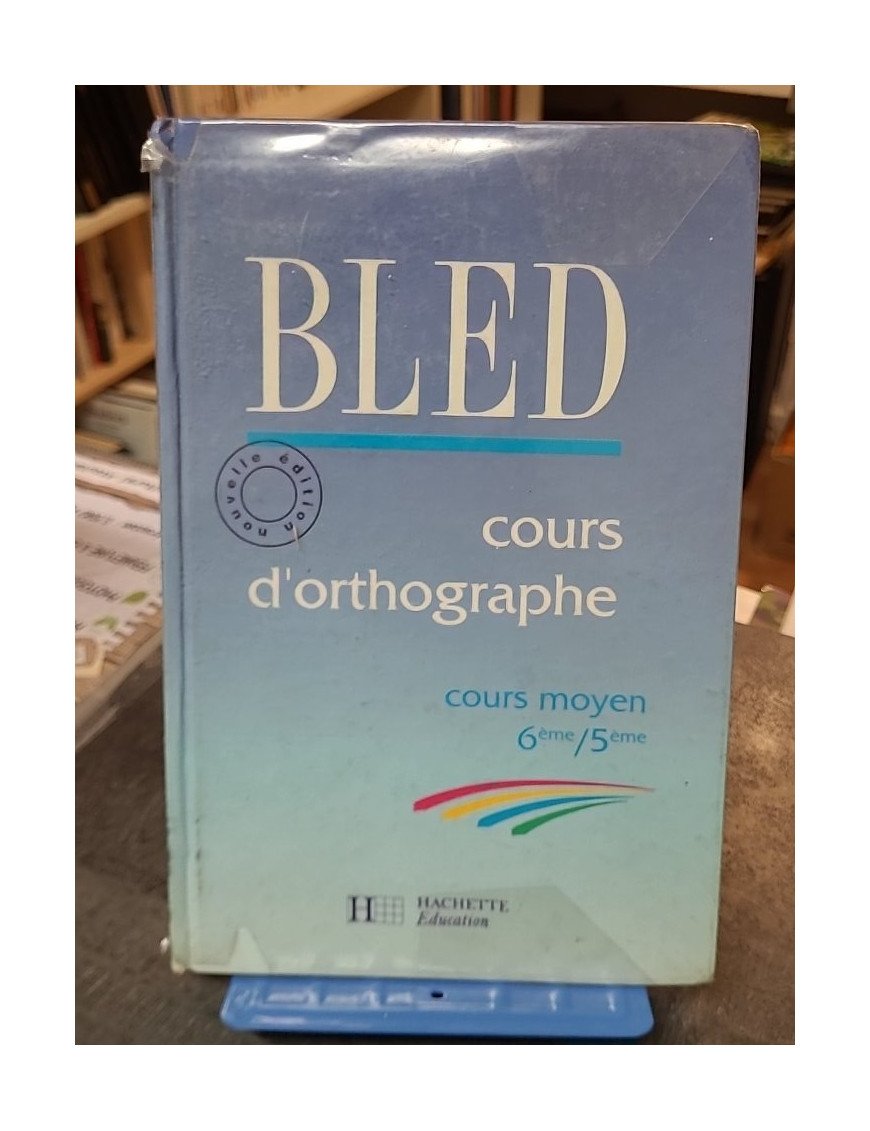 BLED
nouvelle édition
cours
d'orthographe
cours moyen
6ème/5ème
H HACHETTE
Education